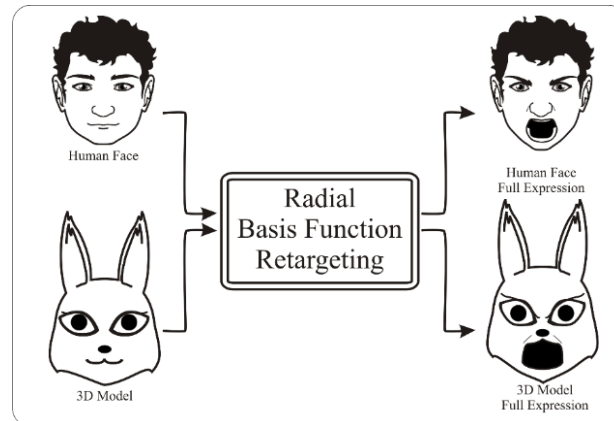 Human Face
3D Model
Radial
Basis Function
Retargeting
Human Face
Full Expression
3D Model
Full Expression